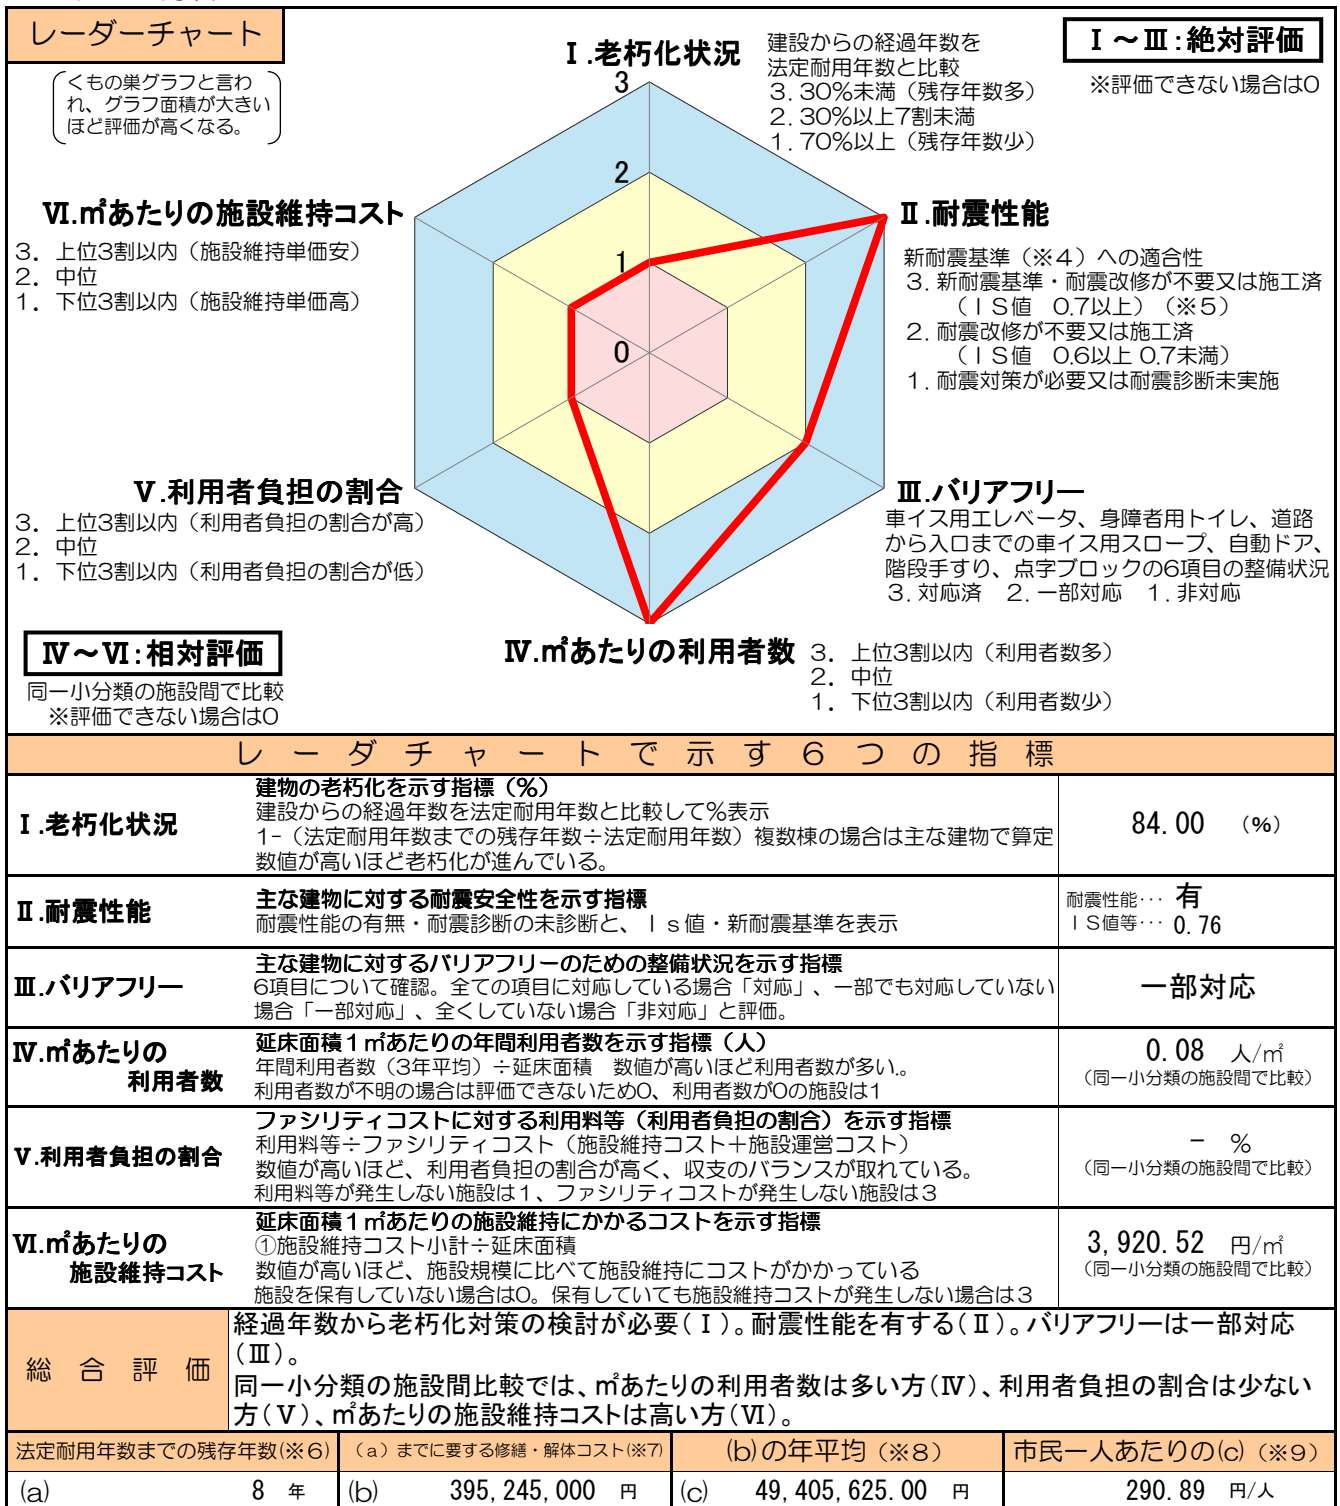 レーダーチャート
くもの巣グラフと言わ
れ、グラフ面積が大きい
ほど評価が高くなる。
Ⅰ～Ⅲ：絶対評価
※評価できない場合は0
Ⅰ.老朽化状況
建設からの経過年数を
法定耐用年数と比較
3. 30%未満（残存年数多）
2. 30%以上7割未満
1. 70%以上（残存年数少）
3
2
1
0
Ⅱ.耐震性能
新耐震基準（※４）への適合性
3. 新耐震基準・耐震改修が不要又は施工済
（ＩＳ値　0.7以上）（※５）
2. 耐震改修が不要又は施工済
（ＩＳ値　0.6以上 0.7未満）
1. 耐震対策が必要又は耐震診断未実施
Ⅵ.㎡あたりの施設維持コスト
3. 上位3割以内（施設維持単価安）
2. 中位
1. 下位3割以内（施設維持単価高）
Ⅴ.利用者負担の割合
3. 上位3割以内（利用者負担の割合が高）
2. 中位
1. 下位3割以内（利用者負担の割合が低）
Ⅲ.バリアフリー
車イス用エレベータ、身障者用トイレ、道路
から入口までの車イス用スロープ、自動ドア、
階段手すり、点字ブロックの6項目の整備状況
3. 対応済　2. 一部対応　1. 非対応
Ⅳ～Ⅵ：相対評価
同一小分類の施設間で比較
※評価できない場合は0
Ⅳ.㎡あたりの利用者数
3. 上位3割以内（利用者数多）
2. 中位
1. 下位3割以内（利用者数少）
レーダチャートで示す６つの指標
Ⅰ.老朽化状況
建物の老朽化を示す指標（％）
建設からの経過年数を法定耐用年数と比較して%表示
1-（法定耐用年数までの残存年数÷法定耐用年数）複数棟の場合は主な建物で算定
数値が高いほど老朽化が進んでいる。
84.00　（%）
Ⅱ.耐震性能
主な建物に対する耐震安全性を示す指標
耐震性能の有無・耐震診断の未診断と、Ｉｓ値・新耐震基準を表示
耐震性能… 有
ＩＳ値等… 0.76
Ⅲ.バリアフリー
主な建物に対するバリアフリーのための整備状況を示す指標
6項目について確認。全ての項目に対応している場合「対応」、一部でも対応していない
場合「一部対応」、全くしていない場合「非対応」と評価。
一部対応
Ⅳ.㎡あたりの
利用者数
延床面積１㎡あたりの年間利用者数を示す指標（人）
年間利用者数（3年平均）÷延床面積　数値が高いほど利用者数が多い。
利用者数が不明の場合は評価できないため0、利用者数が0の施設は1
0.08　人/㎡
（同一小分類の施設間で比較）
Ⅴ.利用者負担の割合
ファシリティコストに対する利用料等（利用者負担の割合）を示す指標
利用料等÷ファシリティコスト（施設維持コスト＋施設運営コスト）
数値が高いほど、利用者負担の割合が高く、収支のバランスが取れている。
利用料等が発生しない施設は１、ファシリティコストが発生しない施設は３
-　%
（同一小分類の施設間で比較）
Ⅵ.㎡あたりの
施設維持コスト
延床面積１㎡あたりの施設維持にかかるコストを示す指標
①施設維持コスト小計÷延床面積
数値が高いほど、施設規模に比べて施設維持にコストがかかっている
施設を保有していない場合は0。保有していても施設維持コストが発生しない場合は３
3,920.52　円/㎡
（同一小分類の施設間で比較）
総合評価
経過年数から老朽化対策の検討が必要(Ⅰ)。耐震性能を有する(Ⅱ)。バリアフリーは一部対応
(Ⅲ)。
同一小分類の施設間比較では、㎡あたりの利用者数は多い方(Ⅳ)、利用者負担の割合は少ない
方(Ⅴ)、㎡あたりの施設維持コストは高い方(Ⅵ)。
法定耐用年数までの残存年数(※６)　（a）までに要する修繕・解体コスト(※７)　(b)の年平均（※８）　市民一人あたりの(c)（※９）
(a)　8 年　(b)　395,245,000 円　(c)　49,405,625.00 円　290.89 円/人